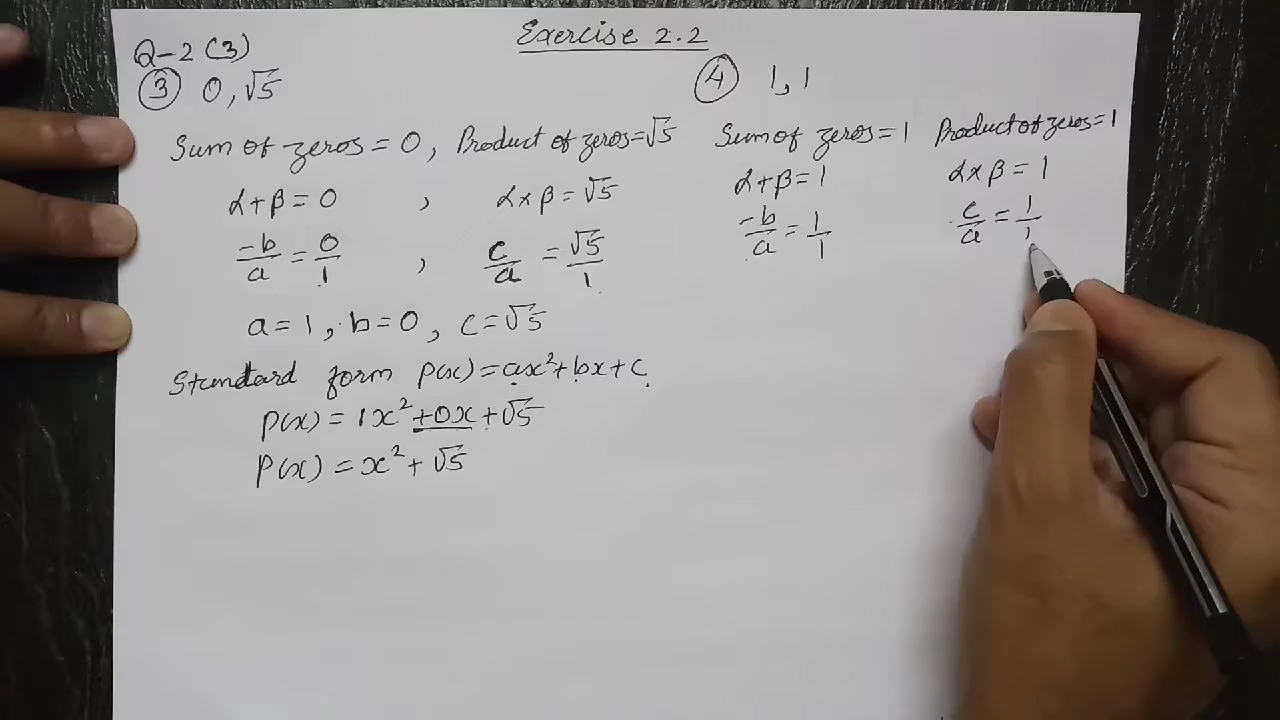 Exercise 2.2
Q-2 (3)
③ 0, √5
Sum of zeros = 0, Product of zeros = √5
α + β = 0 , α × β = √5
-b/a = 0/1 , c/a = √5/1
a = 1, b = 0, c = √5
Standard form p(x) = ax² + bx + c
P(x) = 1x² + 0x + √5
P(x) = x² + √5
④ 1, 1
Sum of zeros = 1 Product of zeros = 1
α + β = 1 α × β = 1
-b/a = 1/1 c/a = 1/1